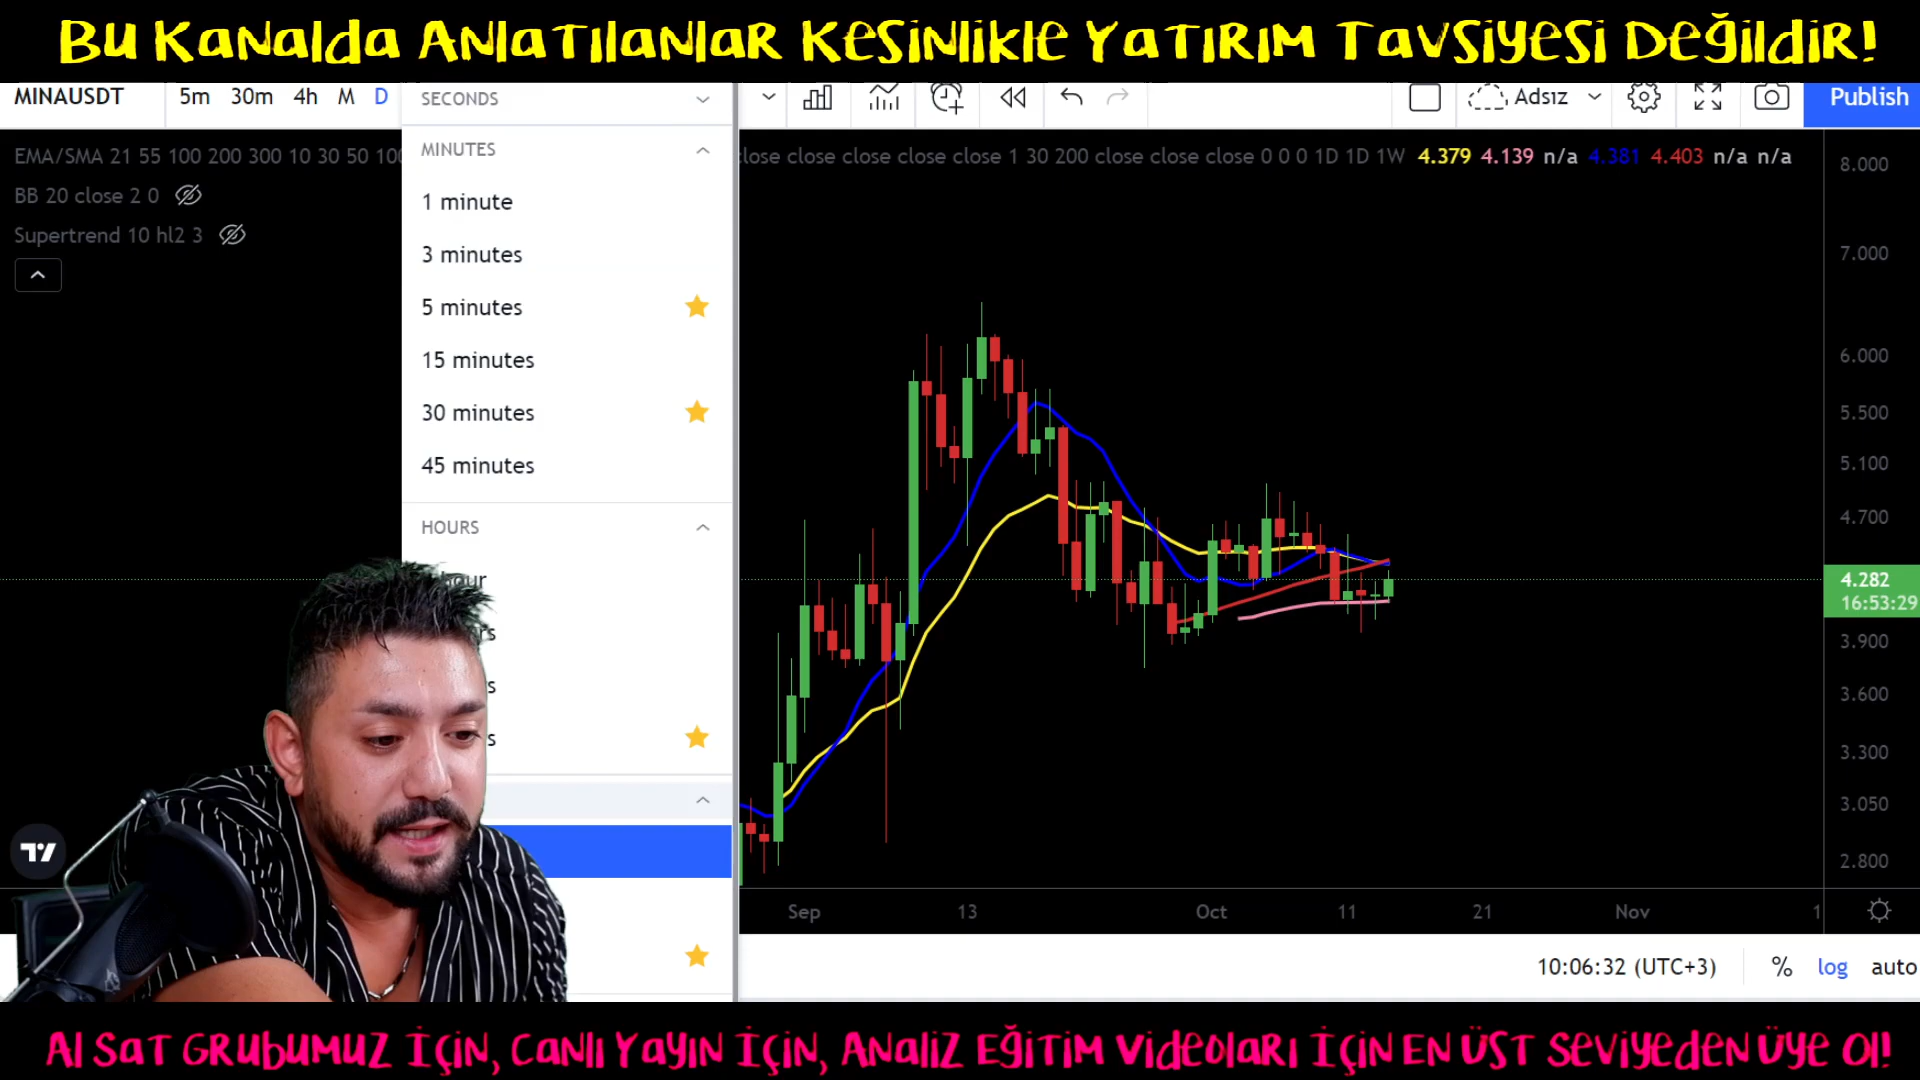 Bu Kanalda Anlatılanlar Kesinlikle Yatırım Tavsiyesi Değildir!
MINAUSDT 5m 30m 4h M D SECONDS Adsız Publish
EMA/SMA 21 55 100 200 300 10 30 50 close close close close close 1 30 200 close close close 0 0 0 1D 1D 1W 4.379 4.139 n/a 4.381 4.403 n/a n/a
BB 20 close 2 0
Supertrend 10 hl2 3
MINUTES
1 minute
3 minutes
5 minutes
15 minutes
30 minutes
45 minutes
HOURS
8.000
7.000
6.000
5.500
5.100
4.700
4.282
16:53:29
3.900
3.600
3.300
3.050
2.800
Sep 13 Oct 11 21 Nov 1
10:06:32 (UTC+3) % log auto
Al Sat Grubumuz İçin, Canlı Yayın İçin, Analiz Eğitim Videoları İçin En Üst Seviyeden Üye Ol!